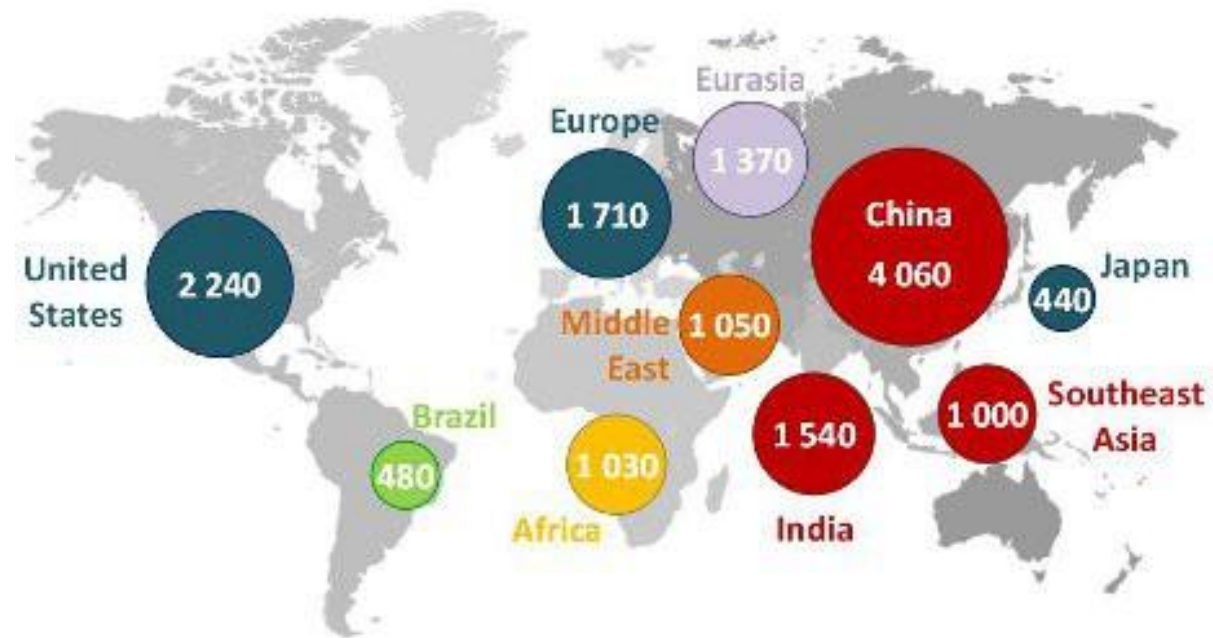 Eurasia
1 370
Europe
1 710
China
4 060
United
States
2 240
Japan
440
Middle
East
1 050
Brazil
480
Southeast
Asia
1 000
1 540
India
1 030
Africa